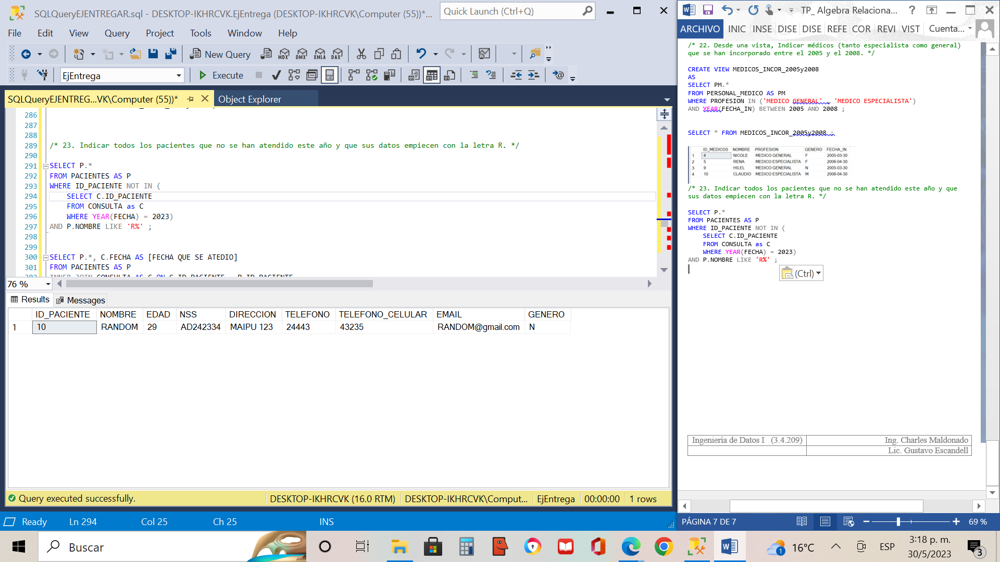 SQLQueryEJENTREGAR.sql - DESKTOP-IKHRCVK.EjEntrega (DESKTOP-IKHRCVK\Computer (55))*...
Quick Launch (Ctrl+Q)
File Edit View Query Project Tools Window Help
New Query MDX DMX XMLA DAX
EjEntrega Execute
SQLQueryEJENTREG...VK\Computer (55))* Object Explorer
286
287
288
289 /* 23. Indicar todos los pacientes que no se han atendido este año y que sus datos empiecen con la letra R. */
290
291 SELECT P.*
292 FROM PACIENTES AS P
293 WHERE ID_PACIENTE NOT IN (
294 SELECT C.ID_PACIENTE
295 FROM CONSULTA as C
296 WHERE YEAR(FECHA) = 2023)
297 AND P.NOMBRE LIKE 'R%' ;
298
299
300 SELECT P.*, C.FECHA AS [FECHA QUE SE ATEDIO]
301 FROM PACIENTES AS P
302 INNER JOIN CONSULTA AS C ON C.ID_PACIENTE = P.ID_PACIENTE
76 %
Results Messages
ID_PACIENTE NOMBRE EDAD NSS DIRECCION TELEFONO TELEFONO_CELULAR EMAIL GENERO
1 10 RANDOM 29 AD242334 MAIPU 123 24443 43235 RANDOM@gmail.com N
Query executed successfully. DESKTOP-IKHRCVK (16.0 RTM) DESKTOP-IKHRCVK\Comput... EjEntrega 00:00:00 1 rows
Ready Ln 294 Col 25 Ch 25 INS
TP_ Algebra Relaciona... ?
ARCHIVO INIC INSE DISE DISE REFE COR REVI VIST Cuenta...
/* 22. Desde una vista, Indicar médicos (tanto especialista como general)
que se han incorporado entre el 2005 y el 2008. */
CREATE VIEW MEDICOS_INCOR_2005y2008
AS
SELECT PM.*
FROM PERSONAL_MEDICO AS PM
WHERE PROFESION IN ('MEDICO GENERAL' , 'MEDICO ESPECIALISTA')
AND YEAR(FECHA_IN) BETWEEN 2005 AND 2008 ;
SELECT * FROM MEDICOS_INCOR_2005y2008 ;
ID_MEDICOS NOMBRE PROFESION GENERO FECHA_IN
1 4 NICOLE MEDICO GENERAL F 2005-03-30
2 5 RENA MEDICO ESPECIALISTA F 2006-04-30
3 9 HILEL MEDICO GENERAL N 2005-03-30
4 10 CLAUDIO MEDICO ESPECIALISTA M 2006-04-30
/* 23. Indicar todos los pacientes que no se han atendido este año y que
sus datos empiecen con la letra R. */
SELECT P.*
FROM PACIENTES AS P
WHERE ID_PACIENTE NOT IN (
SELECT C.ID_PACIENTE
FROM CONSULTA as C
WHERE YEAR(FECHA) = 2023)
AND P.NOMBRE LIKE 'R%' ;
(Ctrl)
Ingeniería de Datos I (3.4.209) Ing. Charles Maldonado
Lic. Gustavo Escandell
PÁGINA 7 DE 7 69 %
Buscar
1 16°C ESP 3:18 p. m.
30/5/2023 3